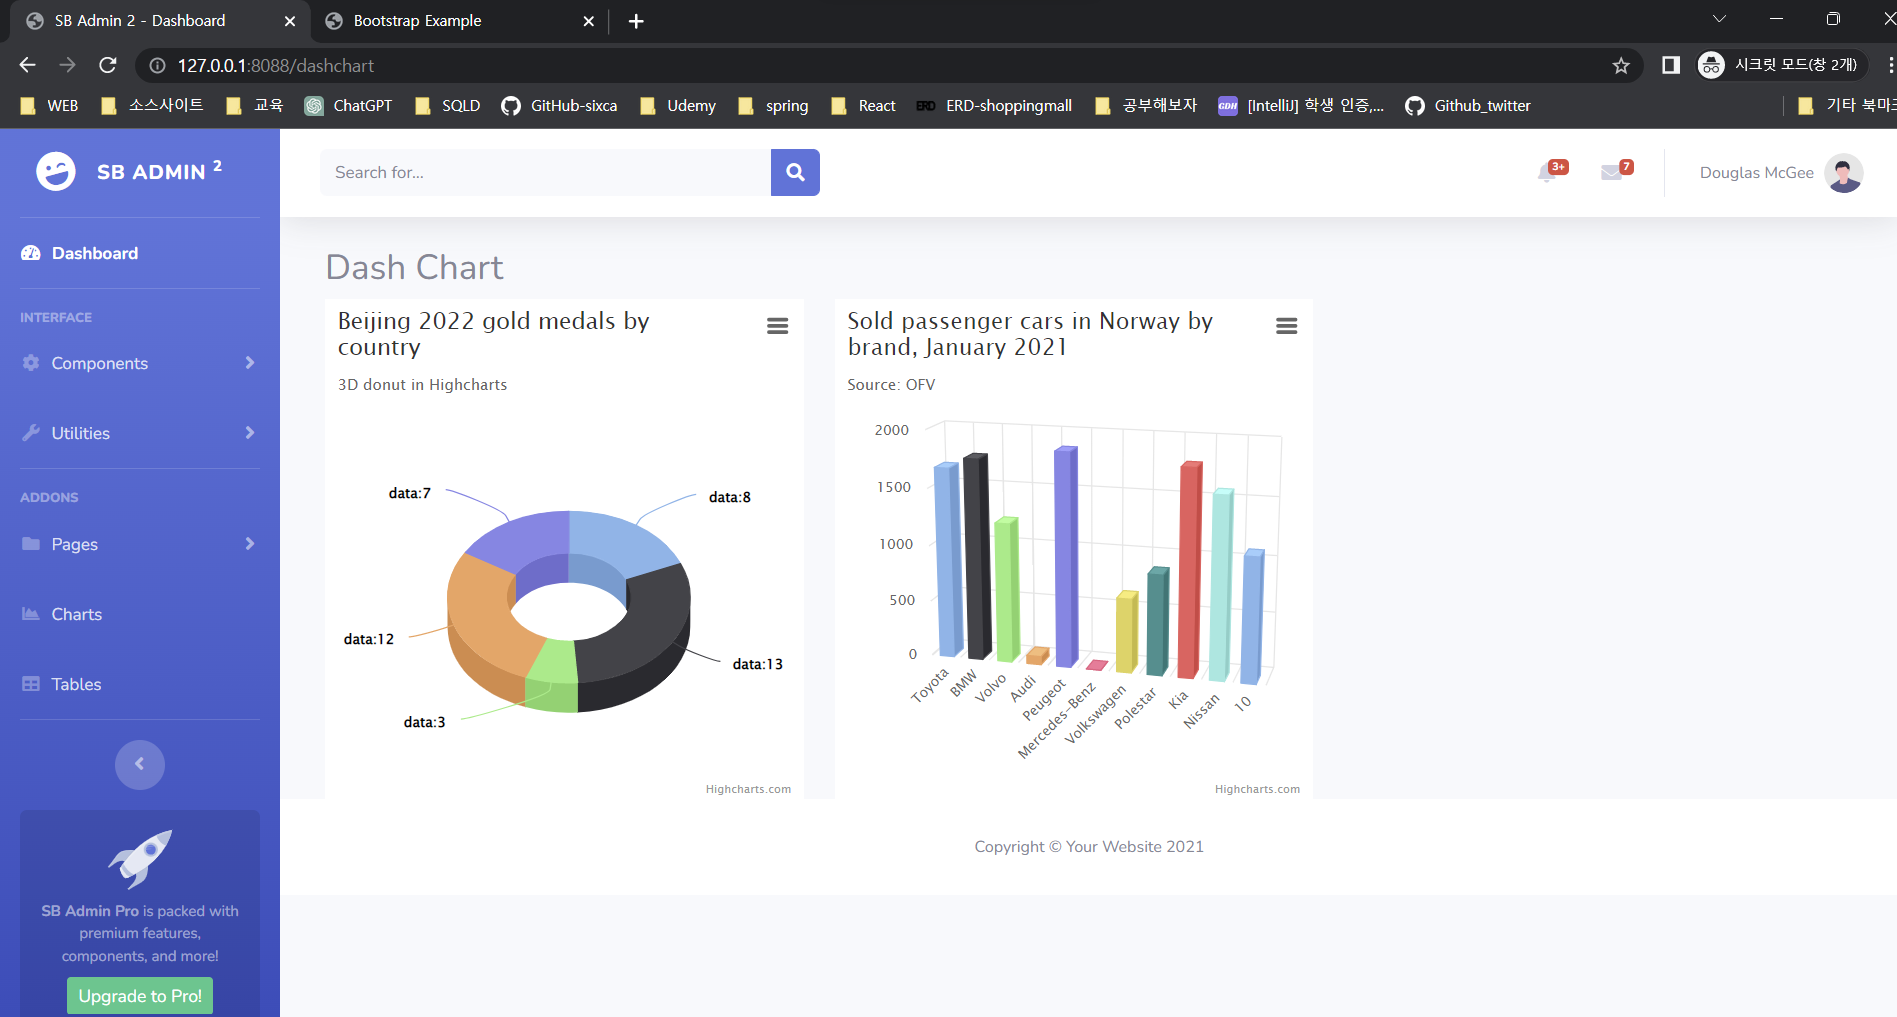 SB Admin 2 - Dashboard
Bootstrap Example
127.0.0.1:8088/dashchart
시크릿 모드(창 2개)
WEB
소스사이트
교육
ChatGPT
SQLD
GitHub-sixca
Udemy
spring
React
ERD
ERD-shoppingmall
공부해보자
GDH
[IntelliJ] 학생 인증,...
Github_twitter
기타 북마크
SB ADMIN 2
Search for...
3+
7
Douglas McGee
Dashboard
INTERFACE
Components
Utilities
ADDONS
Pages
Charts
Tables
SB Admin Pro is packed with
premium features,
components, and more!
Upgrade to Pro!
Dash Chart
Beijing 2022 gold medals by
country
3D donut in Highcharts
data:7
data:8
data:12
data:13
data:3
Highcharts.com
Sold passenger cars in Norway by
brand, January 2021
Source: OFV
2000
1500
1000
500
0
Toyota
BMW
Volvo
Audi
Peugeot
Mercedes-Benz
Volkswagen
Polestar
Kia
Nissan
10
Highcharts.com
Copyright © Your Website 2021